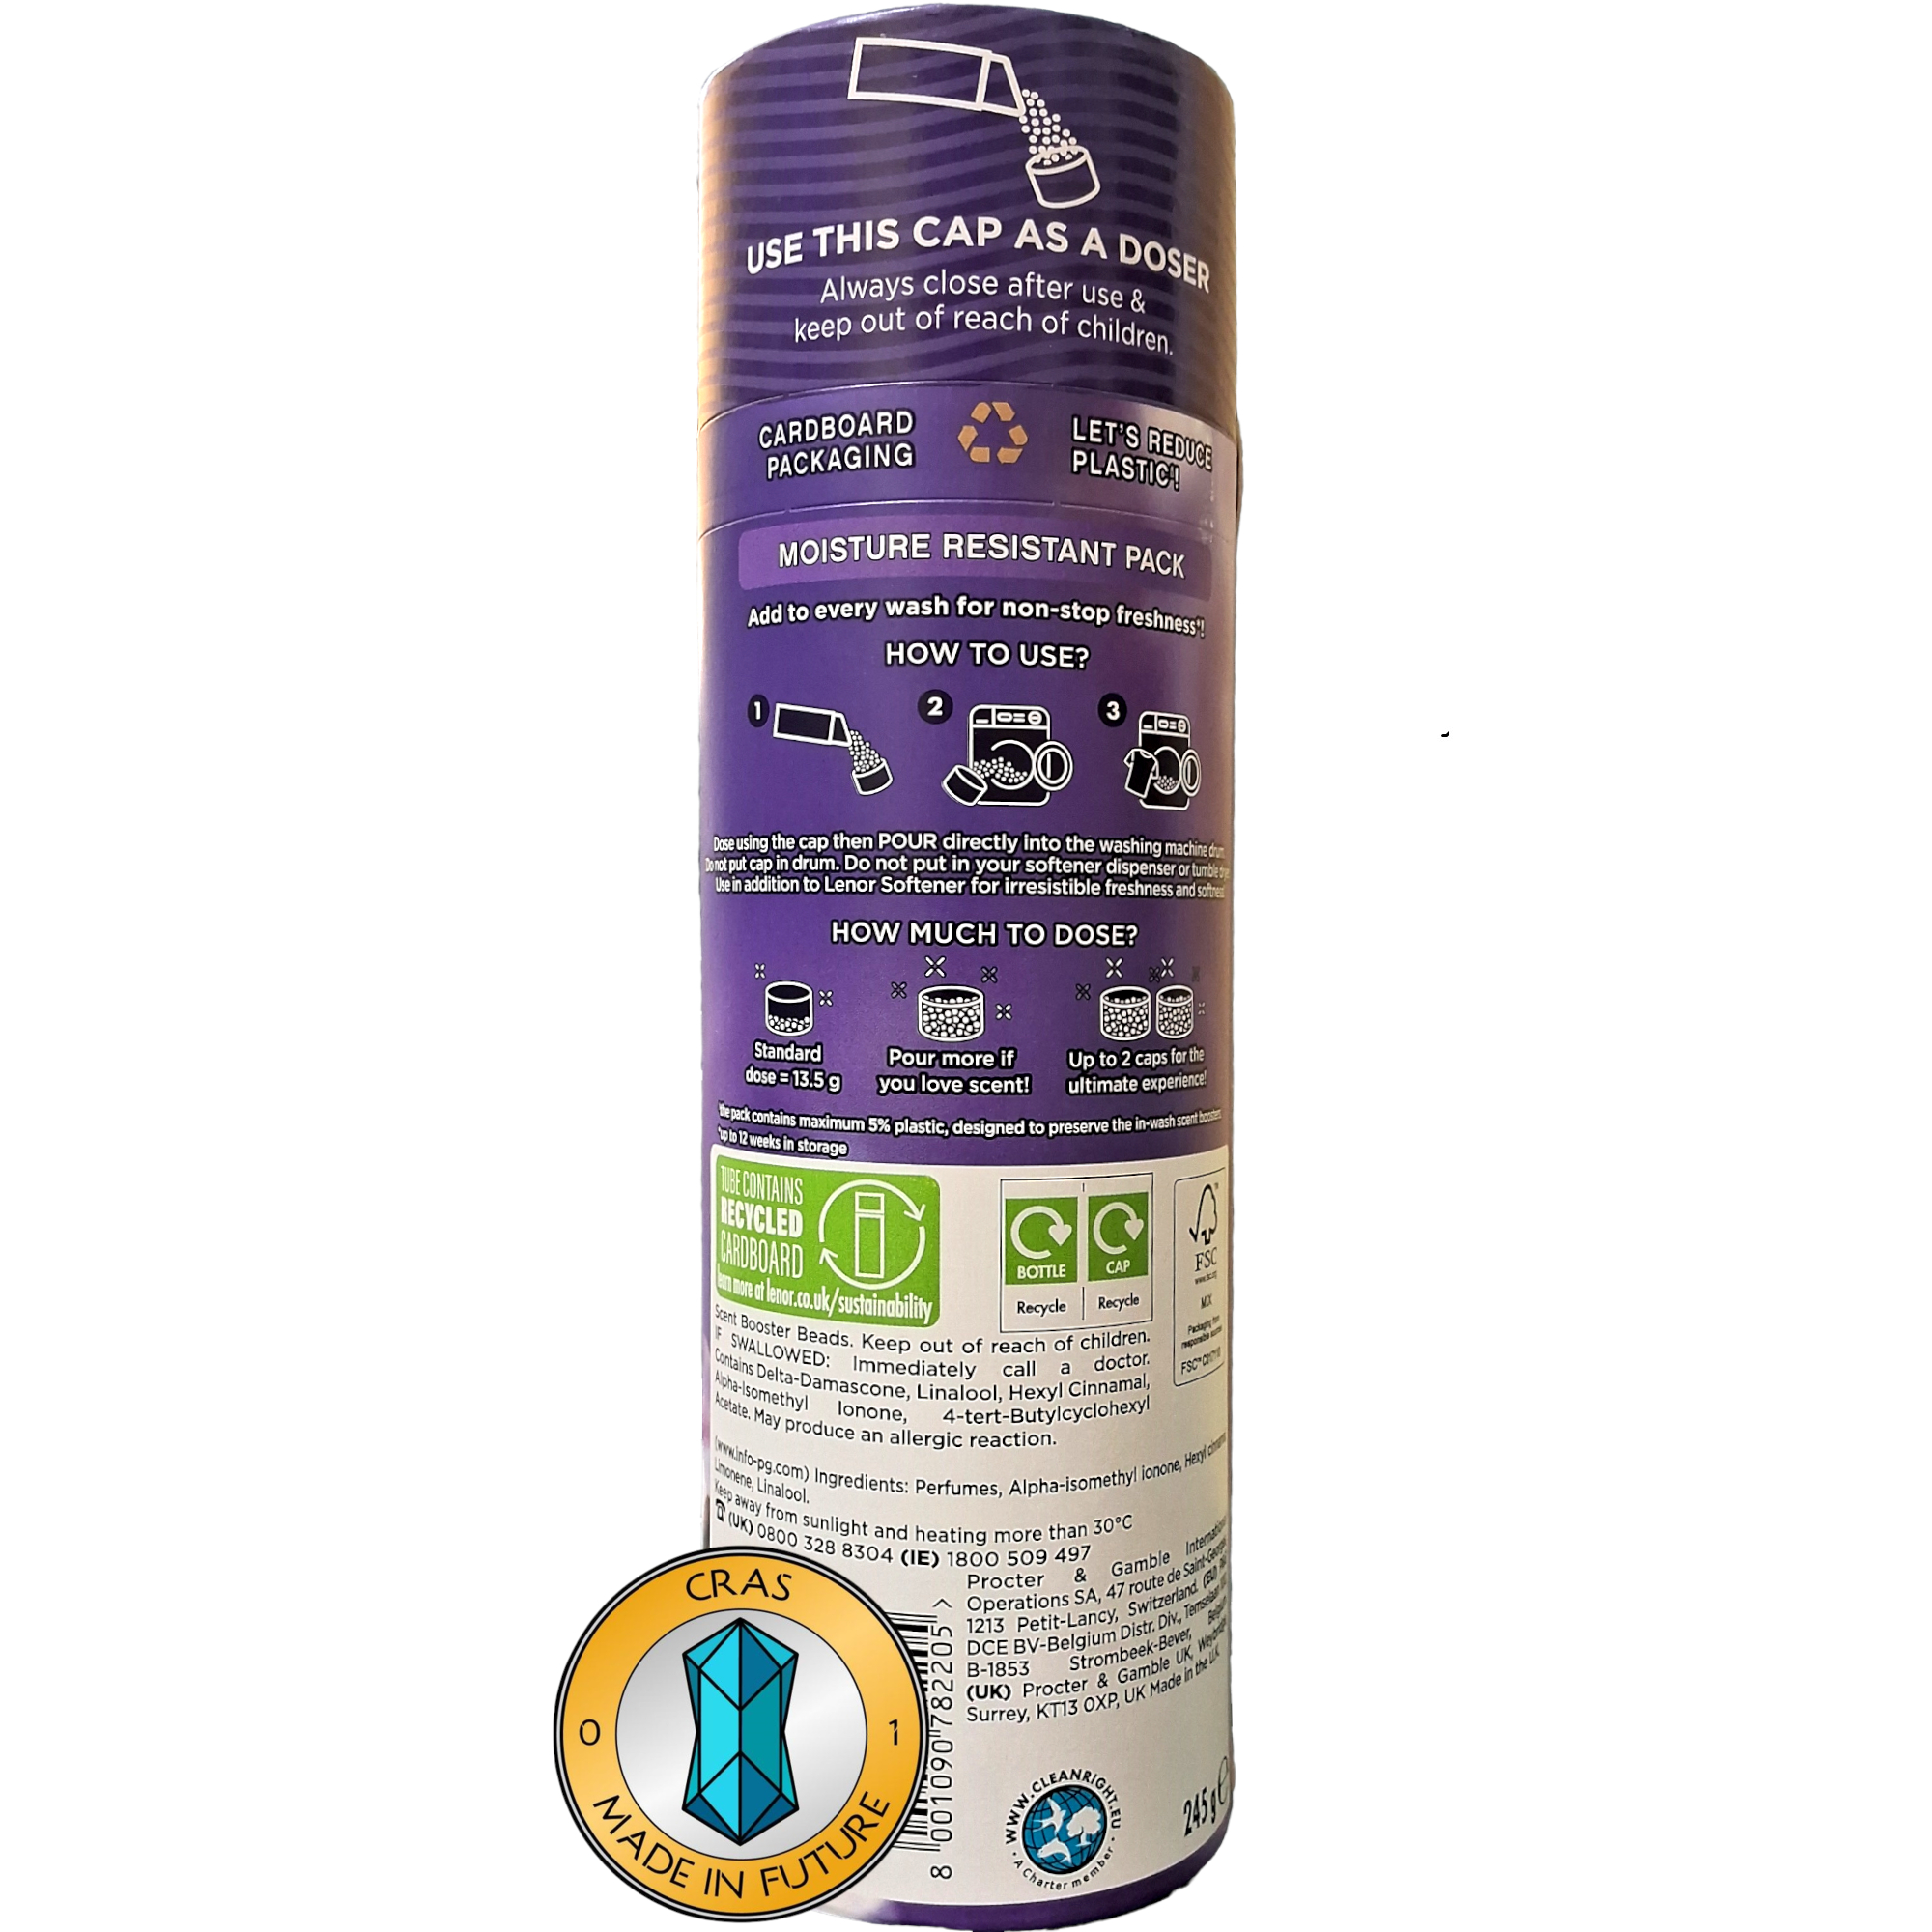 USE THIS CAP AS A DOSER
Always close after use &
keep out of reach of children.
CARDBOARD
PACKAGING
LET'S REDUCE
PLASTIC*!
MOISTURE RESISTANT PACK
Add to every wash for non-stop freshness*!
HOW TO USE?
1
2
3
Dose using the cap then POUR directly into the washing machine drum.
Do not put cap in drum. Do not put in your softener dispenser or tumble
Use in addition to Lenor Softener for irresistible freshness and softness!
HOW MUCH TO DOSE?
Standard
dose = 13.5 g
Pour more if
you love scent!
Up to 2 caps for the
ultimate experience!
the pack contains maximum 5% plastic, designed to preserve the in-wash scent boosters
*up to 12 weeks in storage
TUBE CONTAINS
RECYCLED
CARDBOARD
learn more at lenor.co.uk/sustainability
BOTTLE
CAP
Recycle
Recycle
FSC
www.fsc.org
MIX
Packaging from
responsible sources
Scent Booster Beads. Keep out of reach of children.
IF SWALLOWED: Immediately call a doctor.
Contains Delta-Damascone, Linalool, Hexyl Cinnamal,
Alpha-Isomethyl Ionone, 4-tert-Butylcyclohexyl
Acetate. May produce an allergic reaction.
(www.info-pg.com) Ingredients: Perfumes, Alpha-isomethyl ionone, Hexyl
Limonene, Linalool.
Keep away from sunlight and heating more than 30°C
(UK) 0800 328 8304 (IE) 1800 509 497
Procter & Gamble International
Operations SA, 47 route de Saint-Georges,
1213 Petit-Lancy, Switzerland. (EU) P&G
DCE BV-Belgium Distr. Div., Temselaan
B-1853 Strombeek-Bever, Belgium
(UK) Procter & Gamble UK, Weybridge
Surrey, KT13 0XP, UK Made in the U.K
8 001090 782205 >
WWW.CLEANRIGHT.EU
A Charter member
245 g e
CRAS
0 1
MADE IN FUTURE